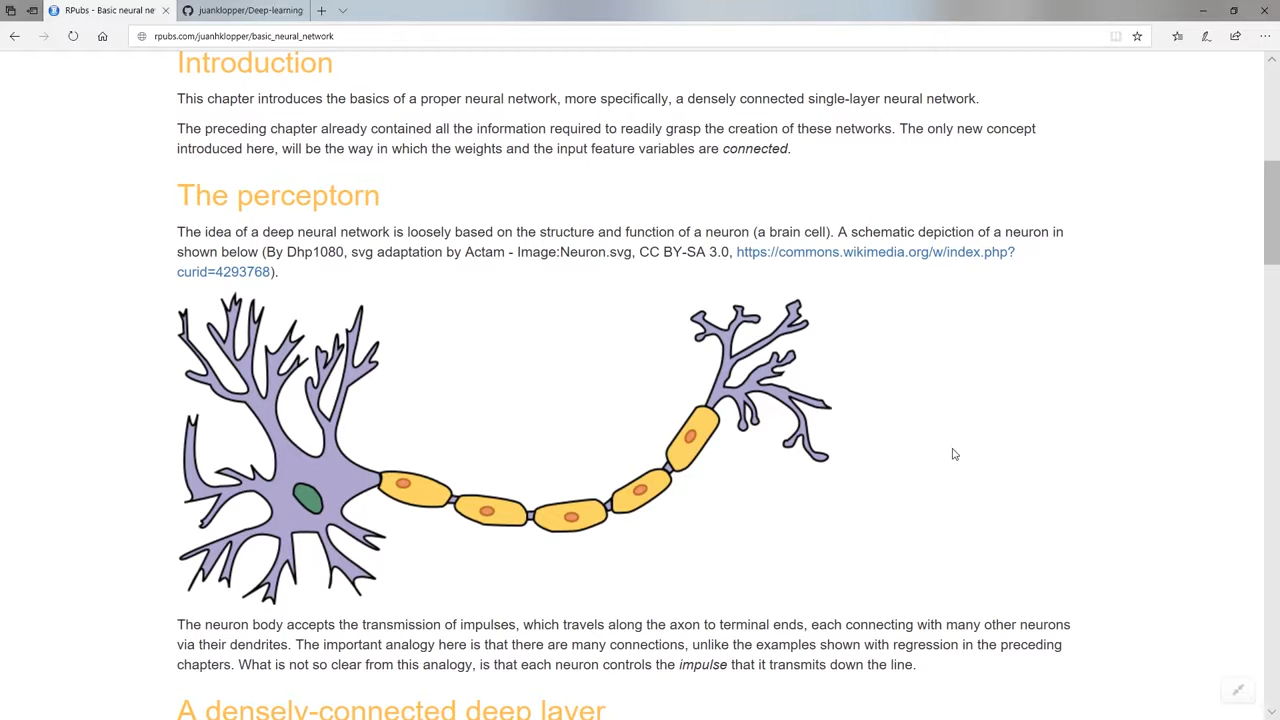 RPubs - Basic neural ne
juanklopper/Deep-learning
rpubs.com/juanhklopper/basic_neural_network
Introduction
This chapter introduces the basics of a proper neural network, more specifically, a densely connected single-layer neural network.
The preceding chapter already contained all the information required to readily grasp the creation of these networks. The only new concept
introduced here, will be the way in which the weights and the input feature variables are connected.
The perceptorn
The idea of a deep neural network is loosely based on the structure and function of a neuron (a brain cell). A schematic depiction of a neuron in
shown below (By Dhp1080, svg adaptation by Actam - Image:Neuron.svg, CC BY-SA 3.0, https://commons.wikimedia.org/w/index.php?
curid=4293768).
The neuron body accepts the transmission of impulses, which travels along the axon to terminal ends, each connecting with many other neurons
via their dendrites. The important analogy here is that there are many connections, unlike the examples shown with regression in the preceding
chapters. What is not so clear from this analogy, is that each neuron controls the impulse that it transmits down the line.
A densely-connected deep layer